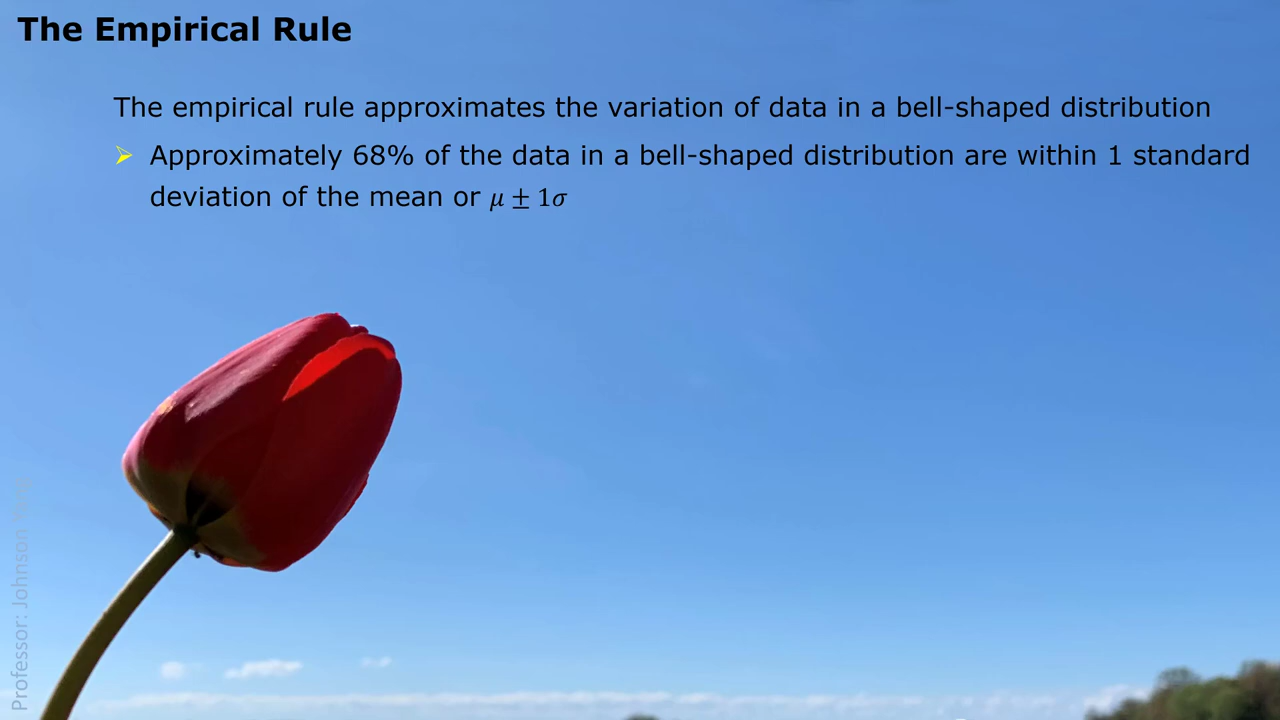 The Empirical Rule
The empirical rule approximates the variation of data in a bell-shaped distribution
➢ Approximately 68% of the data in a bell-shaped distribution are within 1 standard
deviation of the mean or 𝜇 ± 1𝜎
Professor: Johnson